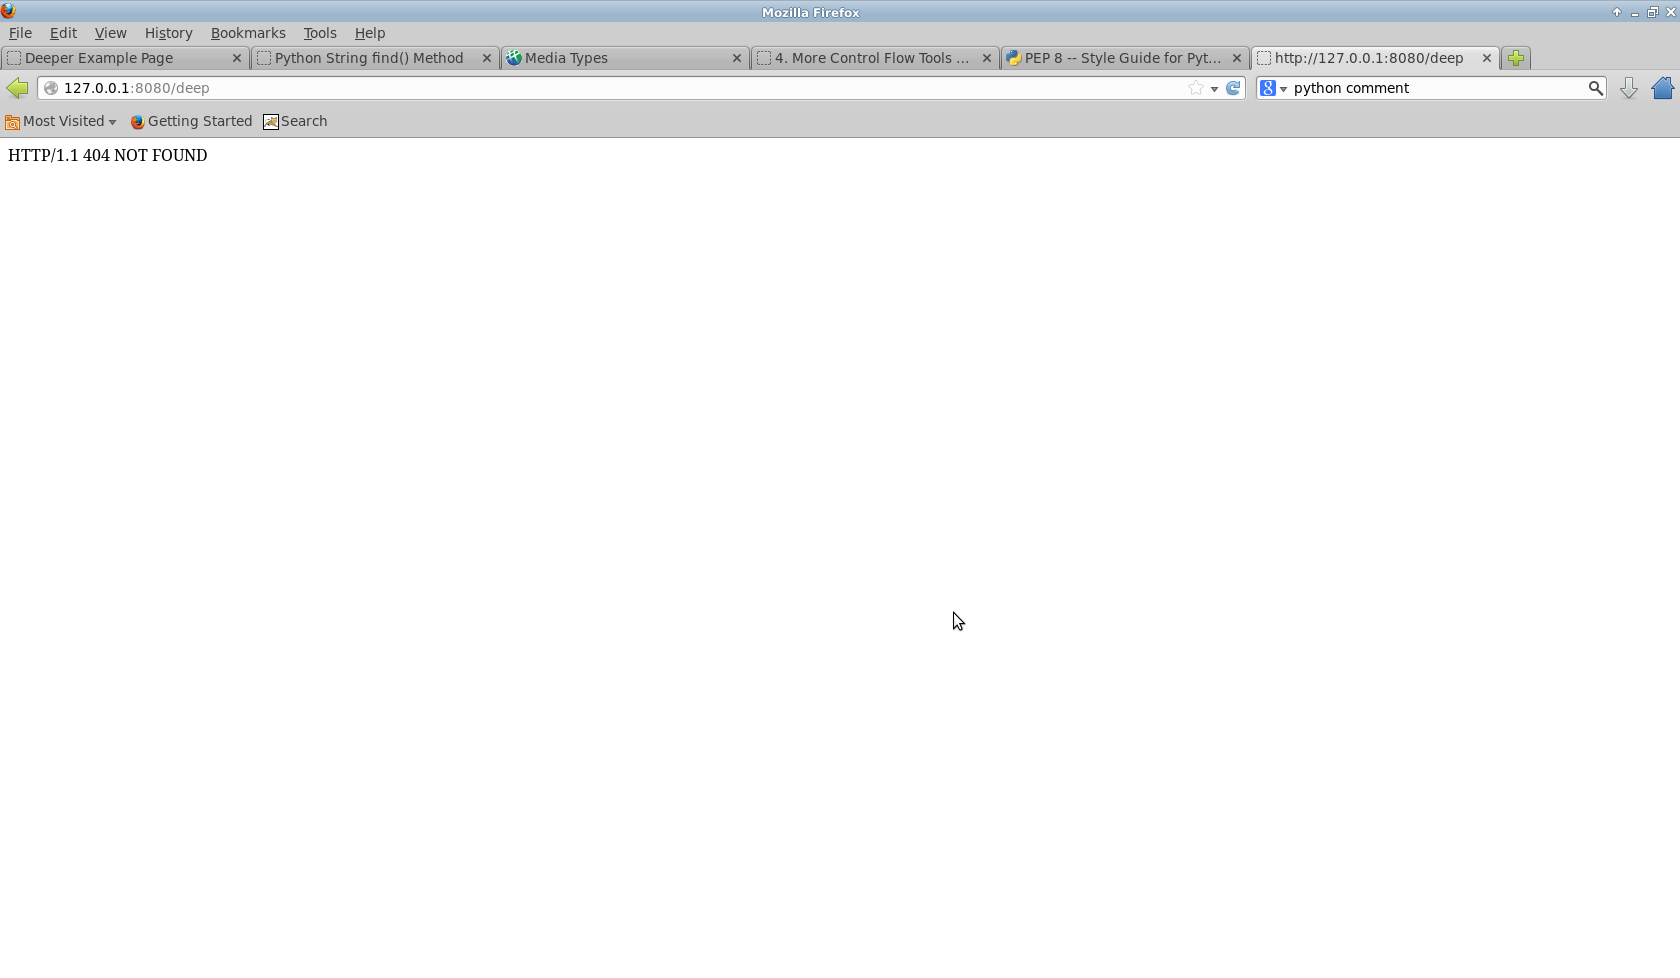 Mozilla Firefox
File Edit View History Bookmarks Tools Help
Deeper Example Page Python String find() Method Media Types 4. More Control Flow Tools ... PEP 8 -- Style Guide for Pyt... http://127.0.0.1:8080/deep
127.0.0.1:8080/deep python comment
Most Visited Getting Started Search
HTTP/1.1 404 NOT FOUND